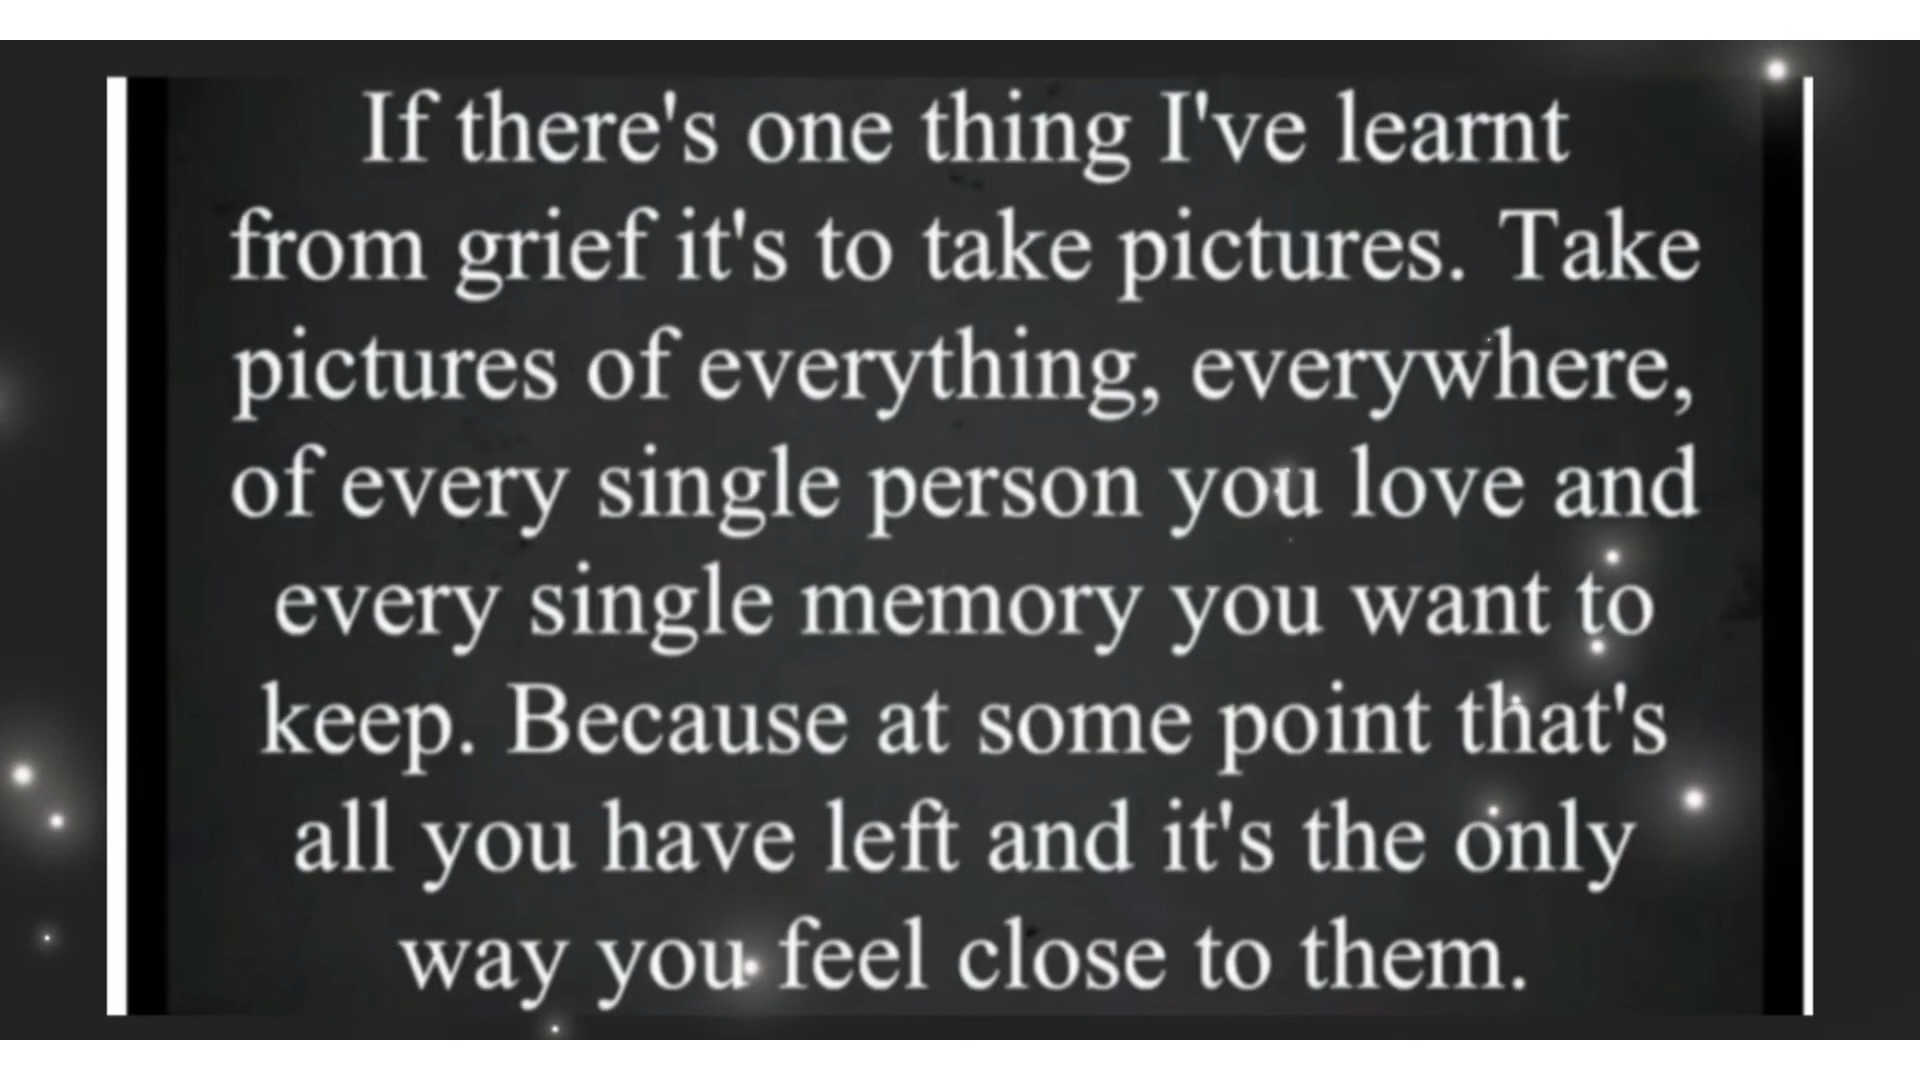 If there's one thing I've learnt
from grief it's to take pictures. Take
pictures of everything, everywhere,
of every single person you love and
every single memory you want to
keep. Because at some point that's
all you have left and it's the only
way you feel close to them.